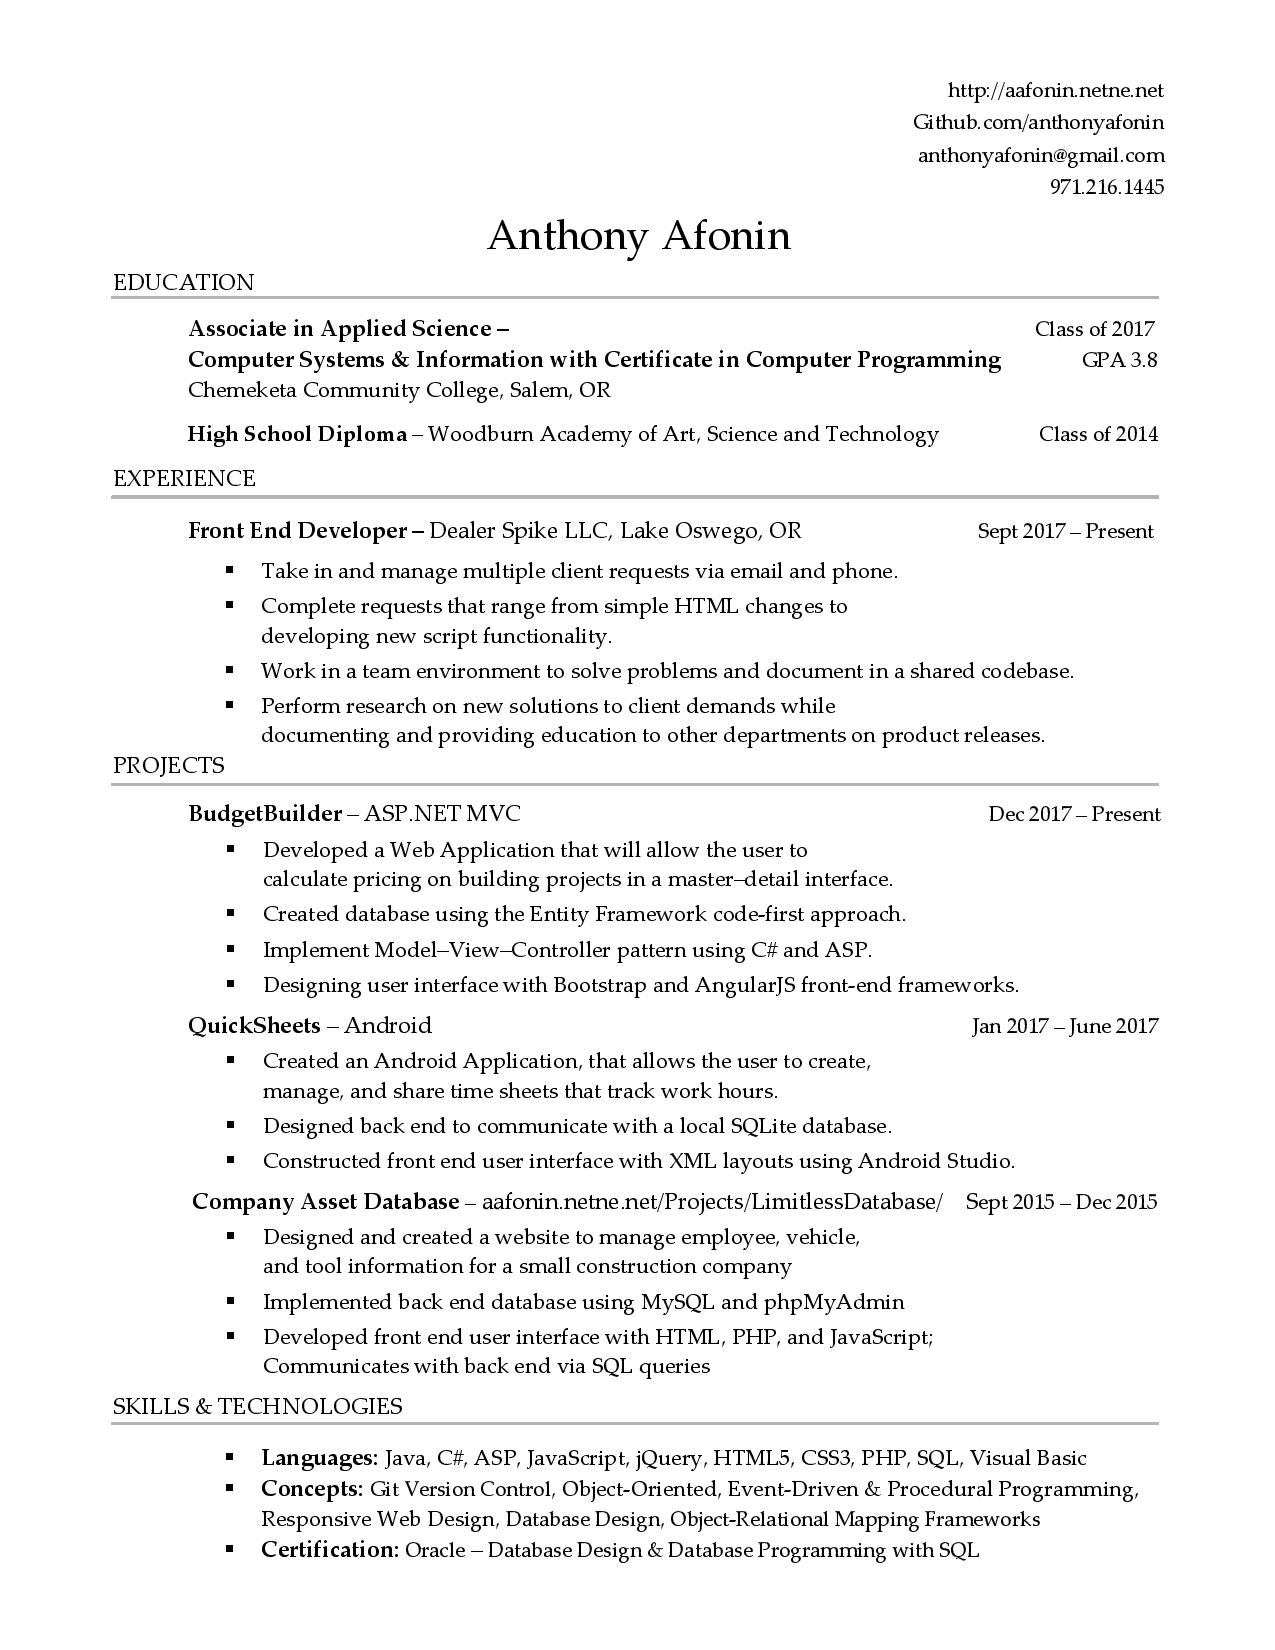 http://aafonin.netne.net
Github.com/anthonyafonin
anthonyafonin@gmail.com
971.216.1445
Anthony Afonin
EDUCATION
Associate in Applied Science – Class of 2017
Computer Systems & Information with Certificate in Computer Programming GPA 3.8
Chemeketa Community College, Salem, OR
High School Diploma – Woodburn Academy of Art, Science and Technology Class of 2014
EXPERIENCE
Front End Developer – Dealer Spike LLC, Lake Oswego, OR Sept 2017 – Present
▪ Take in and manage multiple client requests via email and phone.
▪ Complete requests that range from simple HTML changes to
developing new script functionality.
▪ Work in a team environment to solve problems and document in a shared codebase.
▪ Perform research on new solutions to client demands while
documenting and providing education to other departments on product releases.
PROJECTS
BudgetBuilder – ASP.NET MVC Dec 2017 – Present
▪ Developed a Web Application that will allow the user to
calculate pricing on building projects in a master–detail interface.
▪ Created database using the Entity Framework code-first approach.
▪ Implement Model–View–Controller pattern using C# and ASP.
▪ Designing user interface with Bootstrap and AngularJS front-end frameworks.
QuickSheets – Android Jan 2017 – June 2017
▪ Created an Android Application, that allows the user to create,
manage, and share time sheets that track work hours.
▪ Designed back end to communicate with a local SQLite database.
▪ Constructed front end user interface with XML layouts using Android Studio.
Company Asset Database – aafonin.netne.net/Projects/LimitlessDatabase/ Sept 2015 – Dec 2015
▪ Designed and created a website to manage employee, vehicle,
and tool information for a small construction company
▪ Implemented back end database using MySQL and phpMyAdmin
▪ Developed front end user interface with HTML, PHP, and JavaScript;
Communicates with back end via SQL queries
SKILLS & TECHNOLOGIES
▪ Languages: Java, C#, ASP, JavaScript, jQuery, HTML5, CSS3, PHP, SQL, Visual Basic
▪ Concepts: Git Version Control, Object-Oriented, Event-Driven & Procedural Programming,
Responsive Web Design, Database Design, Object-Relational Mapping Frameworks
▪ Certification: Oracle – Database Design & Database Programming with SQL